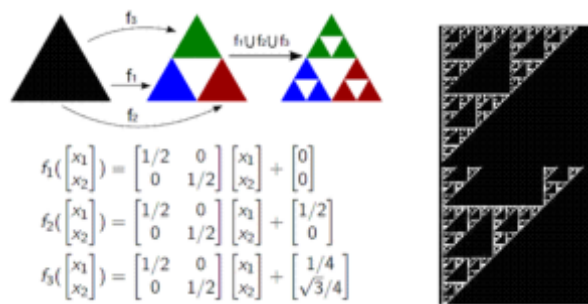 f₃
f₁
f₂
f₁⋃f₂⋃f₃
f₁([x₁ x₂]) = [1/2 0 0 1/2] [x₁ x₂] + [0 0]
f₂([x₁ x₂]) = [1/2 0 0 1/2] [x₁ x₂] + [1/2 0]
f₃([x₁ x₂]) = [1/2 0 0 1/2] [x₁ x₂] + [1/4 √3/4]